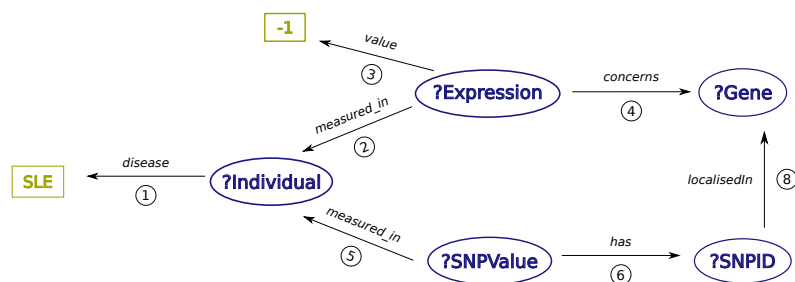 -1
value
3
?Expression
concerns
4
?Gene
measured_in
2
SLE
disease
1
?Individual
localisedIn
8
measured_in
5
?SNPValue
has
6
?SNPID